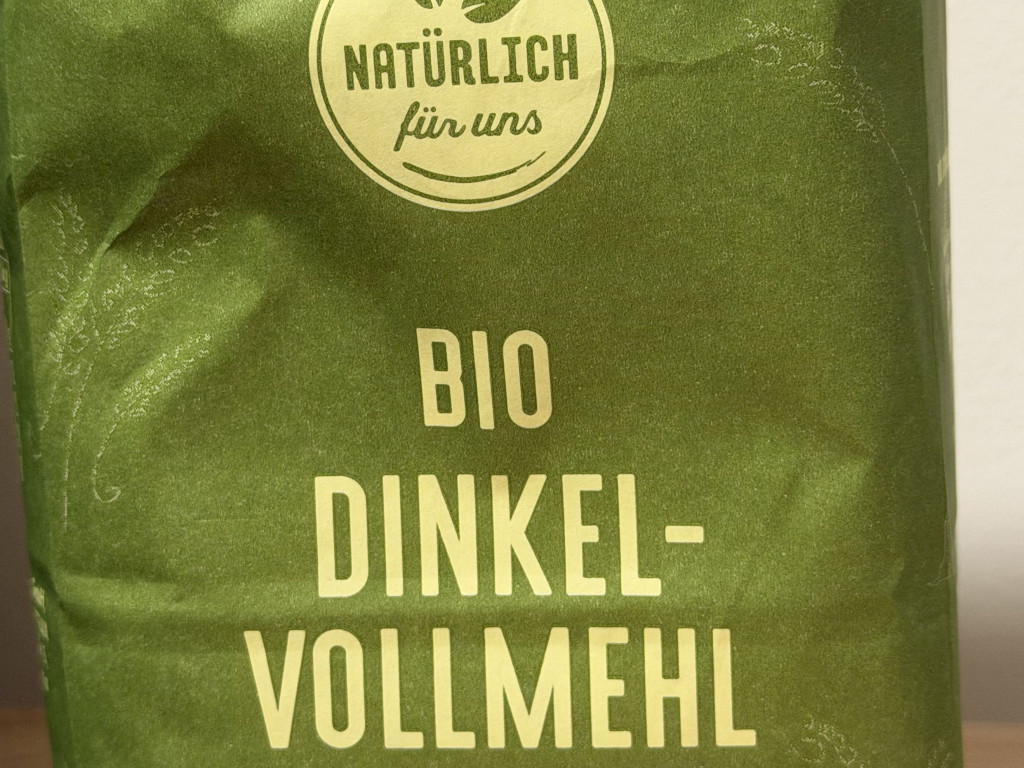 NATÜRLICH
für uns
BIO
DINKEL-
VOLLMEHL